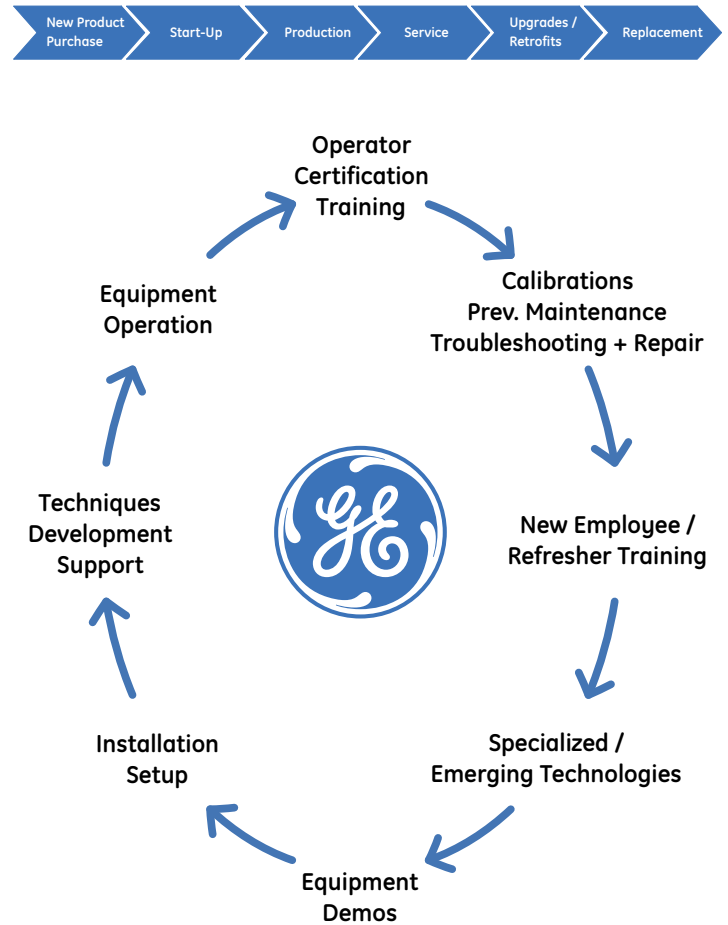 New Product
Purchase
Start-Up
Production
Service
Upgrades /
Retrofits
Replacement
Operator
Certification
Training
Calibrations
Prev. Maintenance
Troubleshooting + Repair
New Employee /
Refresher Training
Specialized /
Emerging Technologies
Equipment
Demos
Installation
Setup
Techniques
Development
Support
Equipment
Operation
GE